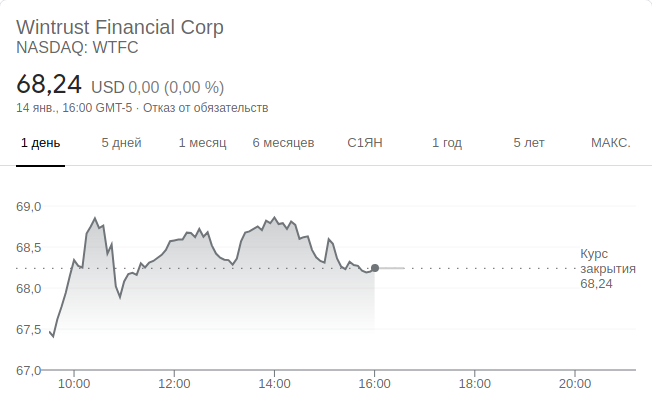 Wintrust Financial Corp
NASDAQ: WTFC
68,24 USD 0,00 (0,00 %)
14 янв., 16:00 GMT-5 · Отказ от обязательств
1 день 5 дней 1 месяц 6 месяцев С1ЯН 1 год 5 лет МАКС.
69,0
68,5
68,0
67,5
67,0
Курс
закрытия
68,24
10:00 12:00 14:00 16:00 18:00 20:00